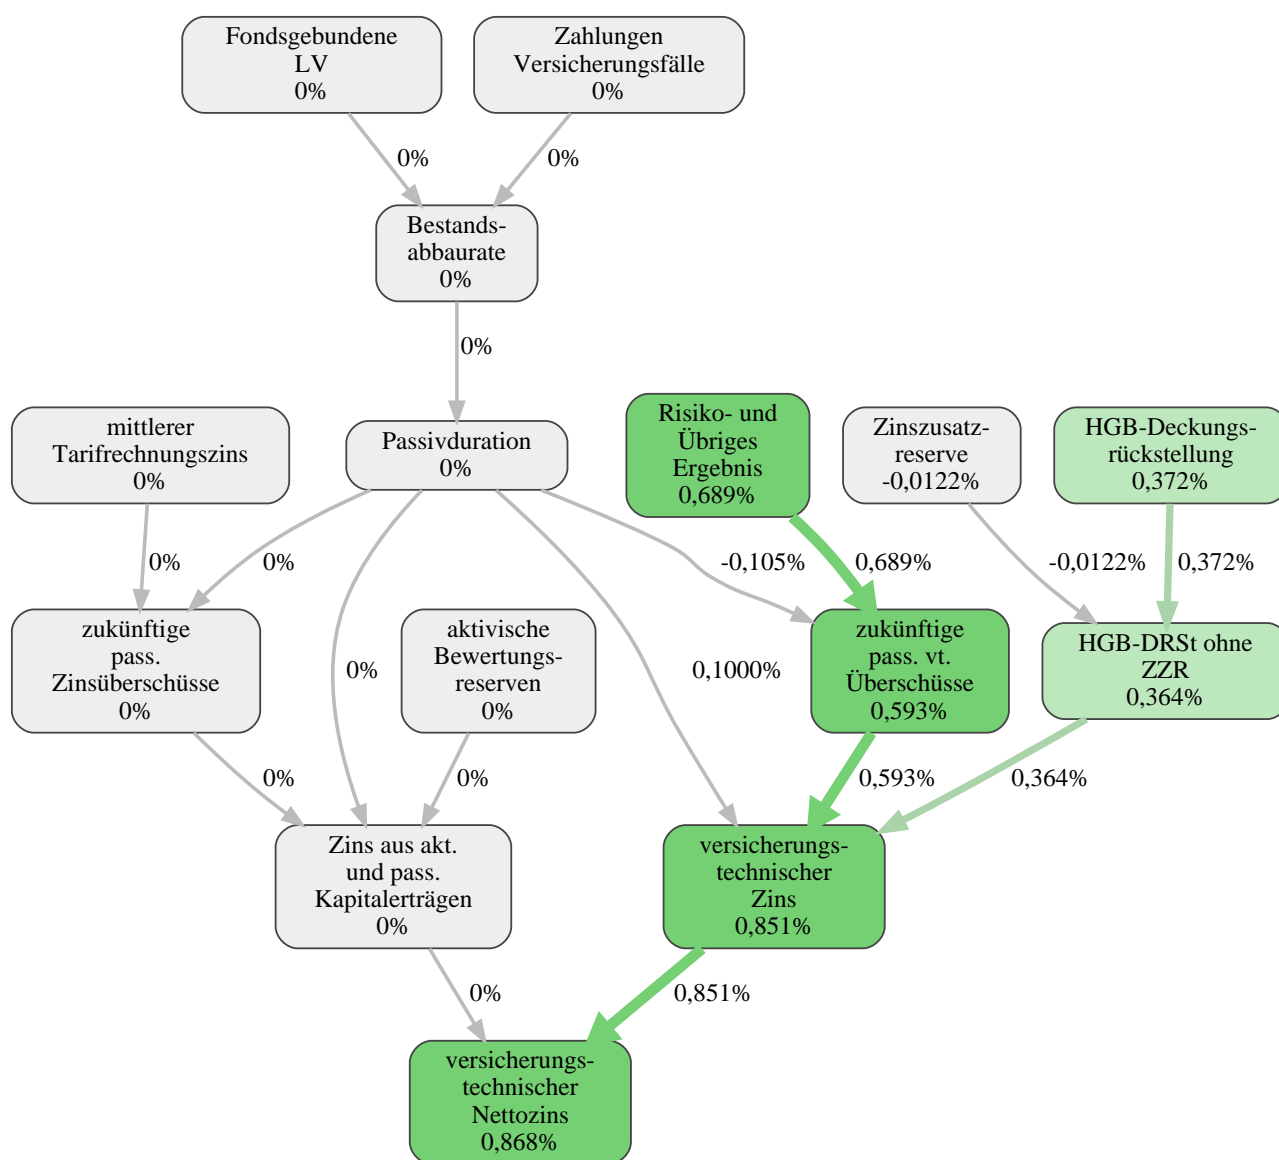 Fondsgebundene
LV
0%
Zahlungen
Versicherungsfälle
0%
0%
0%
Bestands-
abbaurate
0%
0%
mittlerer
Tarifrechnungszins
0%
Passivduration
0%
Risiko- und
Übriges
Ergebnis
0,689%
Zinszusatz-
reserve
-0,0122%
HGB-Deckungs-
rückstellung
0,372%
0%
0%
-0,105%
0,689%
-0,0122%
0,372%
zukünftige
pass.
Zinsüberschüsse
0%
0%
aktivische
Bewertungs-
reserven
0%
0,1000%
zukünftige
pass. vt.
Überschüsse
0,593%
HGB-DRSt ohne
ZZR
0,364%
0%
0%
0,593%
0,364%
Zins aus akt.
und pass.
Kapitalerträgen
0%
versicherungs-
technischer
Zins
0,851%
0%
0,851%
versicherungs-
technischer
Nettozins
0,868%